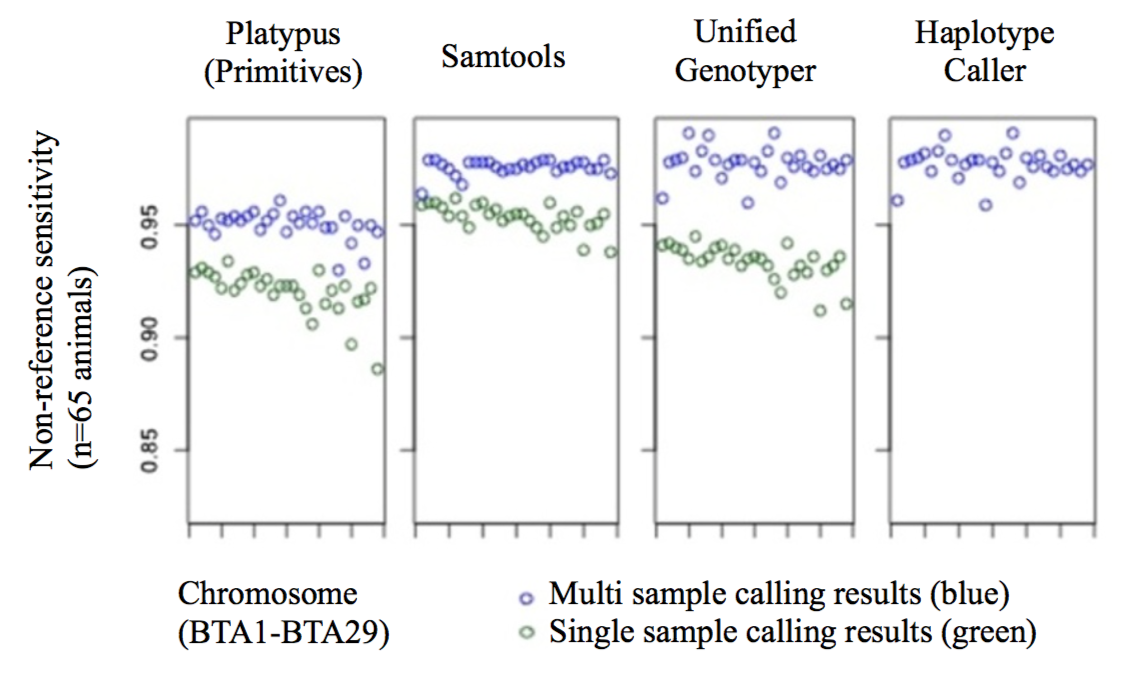 Platypus
(Primitives)
Samtools
Unified
Genotyper
Haplotype
Caller
Non-reference sensitivity
(n=65 animals)
0.95
0.90
0.85
Chromosome
(BTA1-BTA29)
Multi sample calling results (blue)
Single sample calling results (green)